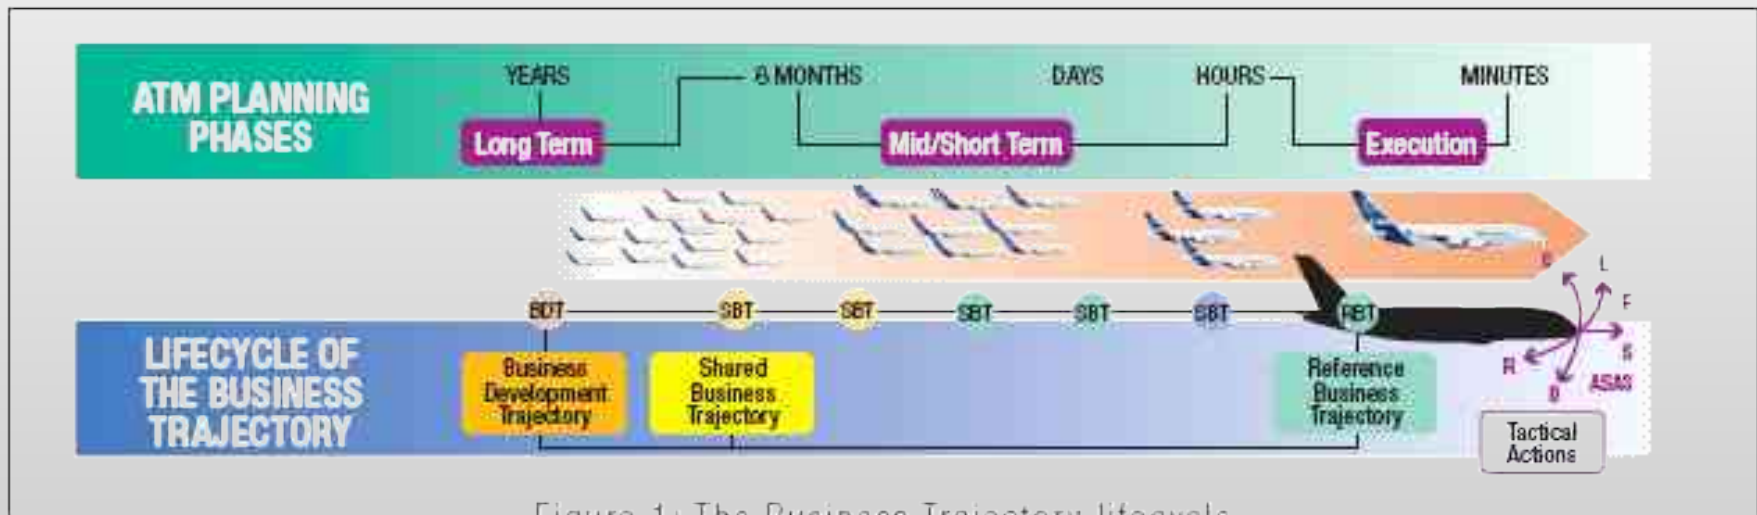 ATM PLANNING
PHASES
YEARS
6 MONTHS
DAYS
HOURS
MINUTES
Long Term
Mid/Short Term
Execution
BDT
SBT
SBT
SBT
SBT
SBT
RBT
L
F
S
R
D
ASAS
LIFECYCLE OF
THE BUSINESS
TRAJECTORY
Business
Development
Trajectory
Shared
Business
Trajectory
Reference
Business
Trajectory
Tactical
Actions
Figure 1: The Business Trajectory lifecycle